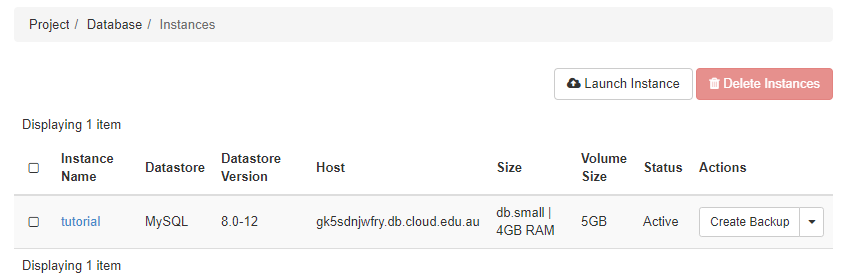 Project / Database / Instances
Launch Instance Delete Instances
Displaying 1 item
Instance Name Datastore Datastore Version Host Size Volume Size Status Actions
tutorial MySQL 8.0-12 gk5sdnjwfry.db.cloud.edu.au db.small | 4GB RAM 5GB Active Create Backup
Displaying 1 item